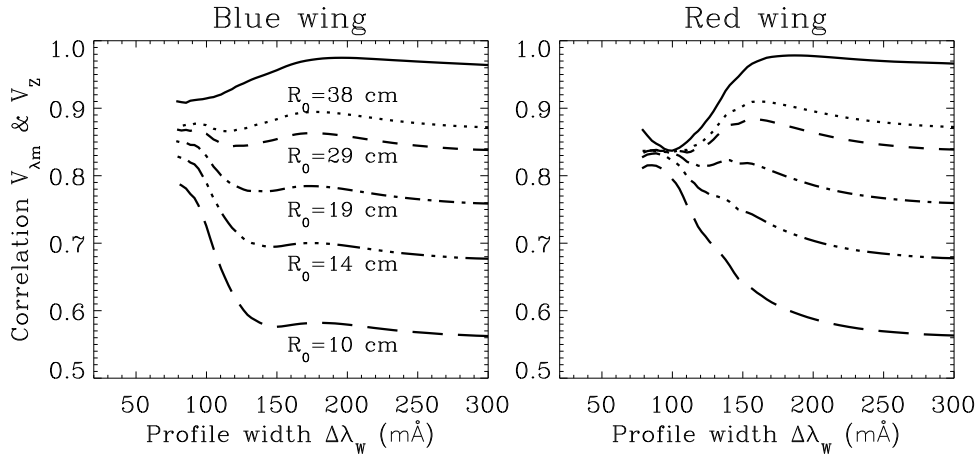 Blue wing
Red wing
Correlation V_λm & V_Z
1.0
0.9
0.8
0.7
0.6
0.5
R_0=38 cm
R_0=29 cm
R_0=19 cm
R_0=14 cm
R_0=10 cm
50 100 150 200 250 300
Profile width Δλ_W (mÅ)
1.0
0.9
0.8
0.7
0.6
0.5
50 100 150 200 250 300
Profile width Δλ_W (mÅ)